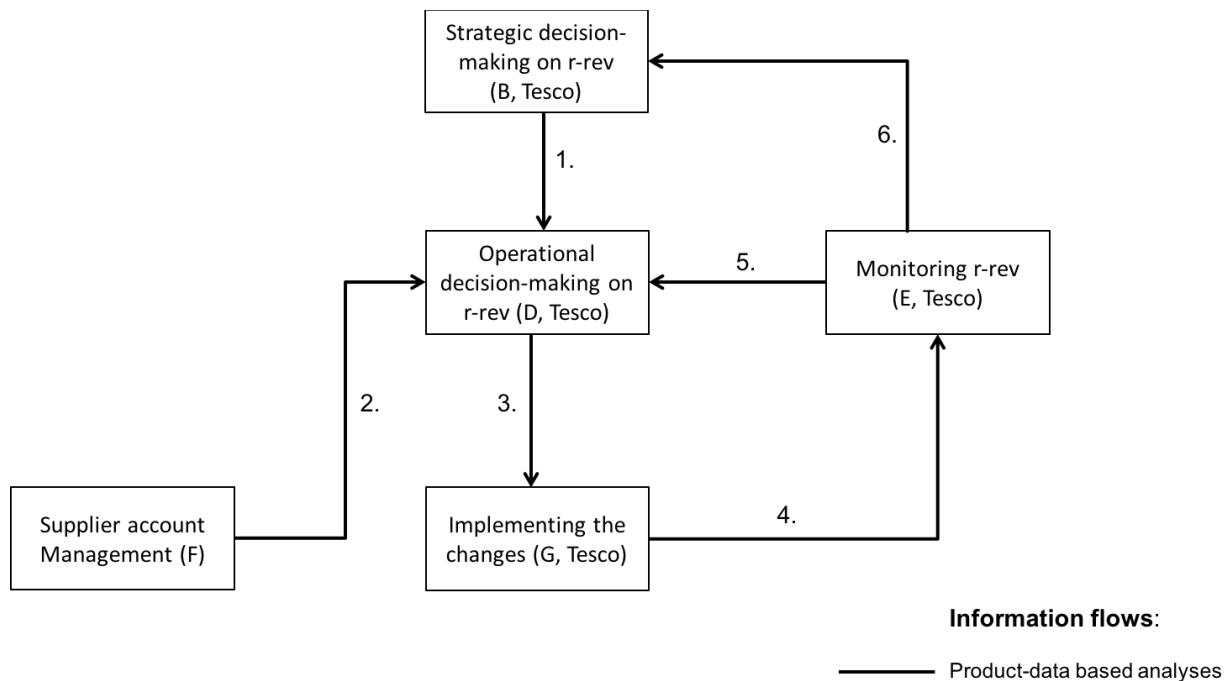 Strategic decision-
making on r-rev
(B, Tesco)
6.
1.
Operational
decision-making on
r-rev (D, Tesco)
5.
Monitoring r-rev
(E, Tesco)
2.
3.
Supplier account
Management (F)
Implementing the
changes (G, Tesco)
4.
Information flows:
Product-data based analyses